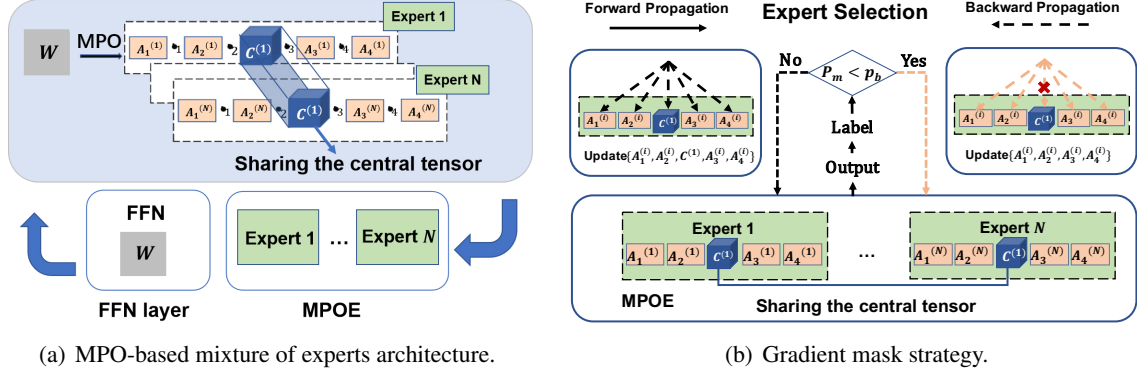 W
MPO
A₁⁽¹⁾ • 1 A₂⁽¹⁾ • 2 C⁽¹⁾ • 3 A₃⁽¹⁾ • 4 A₄⁽¹⁾
Expert 1
Expert N
A₁⁽ᴺ⁾ • 1 A₂⁽ᴺ⁾ • 2 C⁽¹⁾ • 3 A₃⁽ᴺ⁾ • 4 A₄⁽ᴺ⁾
Sharing the central tensor
FFN
W
FFN layer
Expert 1 ... Expert N
MPOE
(a) MPO-based mixture of experts architecture.
Forward Propagation
Expert Selection
Backward Propagation
No
Pₘ < p_b
Yes
A₁⁽ⁱ⁾ A₂⁽ⁱ⁾ C⁽¹⁾ A₃⁽ⁱ⁾ A₄⁽ⁱ⁾
Update{A₁⁽ⁱ⁾, A₂⁽ⁱ⁾, C⁽¹⁾, A₃⁽ⁱ⁾, A₄⁽ⁱ⁾}
Label
Output
A₁⁽ⁱ⁾ A₂⁽ⁱ⁾ C⁽¹⁾ A₃⁽ⁱ⁾ A₄⁽ⁱ⁾
Update{A₁⁽ⁱ⁾, A₂⁽ⁱ⁾, A₃⁽ⁱ⁾, A₄⁽ⁱ⁾}
Expert 1
A₁⁽¹⁾ A₂⁽¹⁾ C⁽¹⁾ A₃⁽¹⁾ A₄⁽¹⁾
...
Expert N
A₁⁽ᴺ⁾ A₂⁽ᴺ⁾ C⁽¹⁾ A₃⁽ᴺ⁾ A₄⁽ᴺ⁾
MPOE
Sharing the central tensor
(b) Gradient mask strategy.